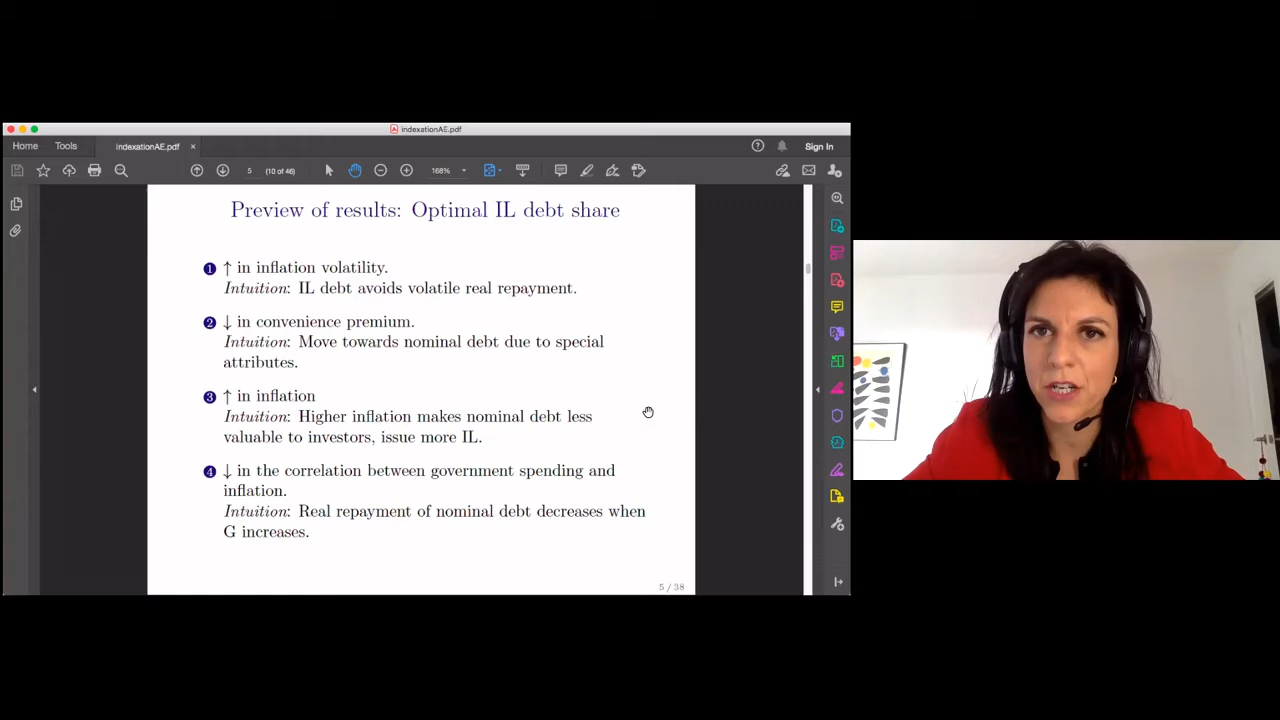 indexationAE.pdf
Home Tools indexationAE.pdf × Sign In
5 (10 of 46) 168%
Preview of results: Optimal IL debt share
1 ↑ in inflation volatility.
Intuition: IL debt avoids volatile real repayment.
2 ↓ in convenience premium.
Intuition: Move towards nominal debt due to special
attributes.
3 ↑ in inflation
Intuition: Higher inflation makes nominal debt less
valuable to investors, issue more IL.
4 ↓ in the correlation between government spending and
inflation.
Intuition: Real repayment of nominal debt decreases when
G increases.
5 / 38